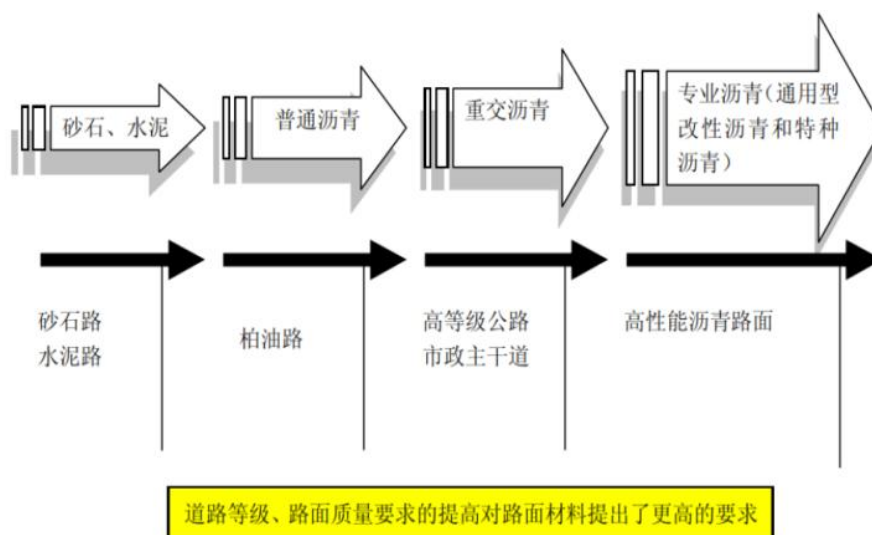 砂石、水泥
普通沥青
重交沥青
专业沥青（通用型
改性沥青和特种
沥青）
砂石路
水泥路
柏油路
高等级公路
市政主干道
高性能沥青路面
道路等级、路面质量要求的提高对路面材料提出了更高的要求